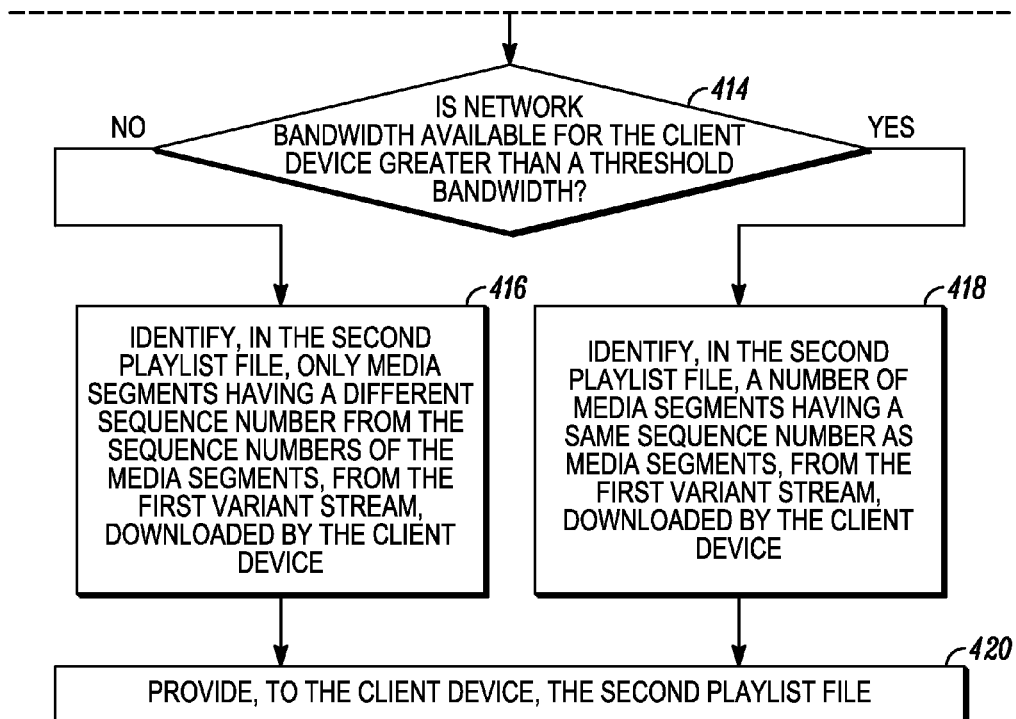 414
IS NETWORK
BANDWIDTH AVAILABLE FOR THE CLIENT
DEVICE GREATER THAN A THRESHOLD
BANDWIDTH?
NO
YES
416
IDENTIFY, IN THE SECOND
PLAYLIST FILE, ONLY MEDIA
SEGMENTS HAVING A DIFFERENT
SEQUENCE NUMBER FROM THE
SEQUENCE NUMBERS OF THE
MEDIA SEGMENTS, FROM THE
FIRST VARIANT STREAM,
DOWNLOADED BY THE CLIENT
DEVICE
418
IDENTIFY, IN THE SECOND
PLAYLIST FILE, A NUMBER OF
MEDIA SEGMENTS HAVING A
SAME SEQUENCE NUMBER AS
MEDIA SEGMENTS, FROM THE
FIRST VARIANT STREAM,
DOWNLOADED BY THE CLIENT
DEVICE
420
PROVIDE, TO THE CLIENT DEVICE, THE SECOND PLAYLIST FILE